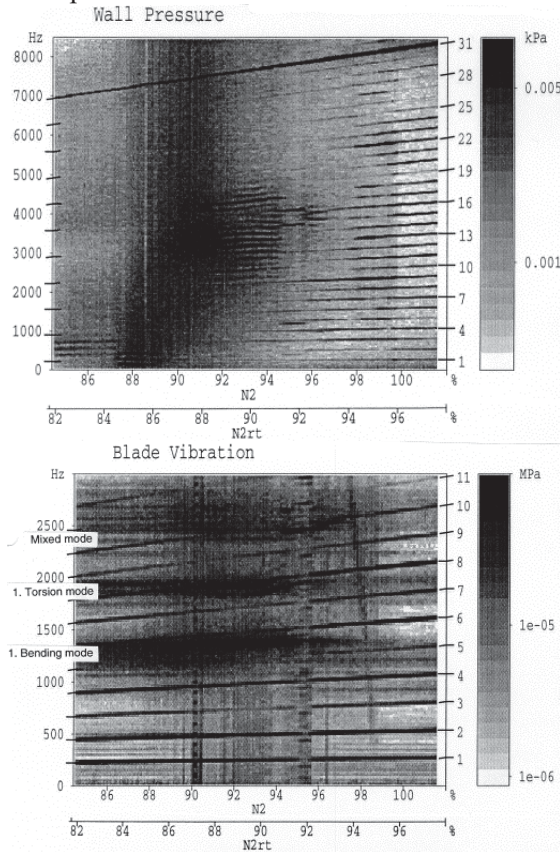 Wall Pressure
Hz
kPa
8000
7000
6000
5000
4000
3000
2000
1000
0
31
28
25
22
19
16
13
10
7
4
1
0.005
0.001
86 88 90 92 94 96 98 100 %
N2
82 84 86 88 90 92 94 96 %
N2rt
Blade Vibration
Hz
MPa
2500
Mixed mode
2000
1. Torsion mode
1500
1. Bending mode
1000
500
0
11
10
9
8
7
6
5
4
3
2
1
1e-05
1e-06
86 88 90 92 94 96 98 100 %
N2
82 84 86 88 90 92 94 96 %
N2rt